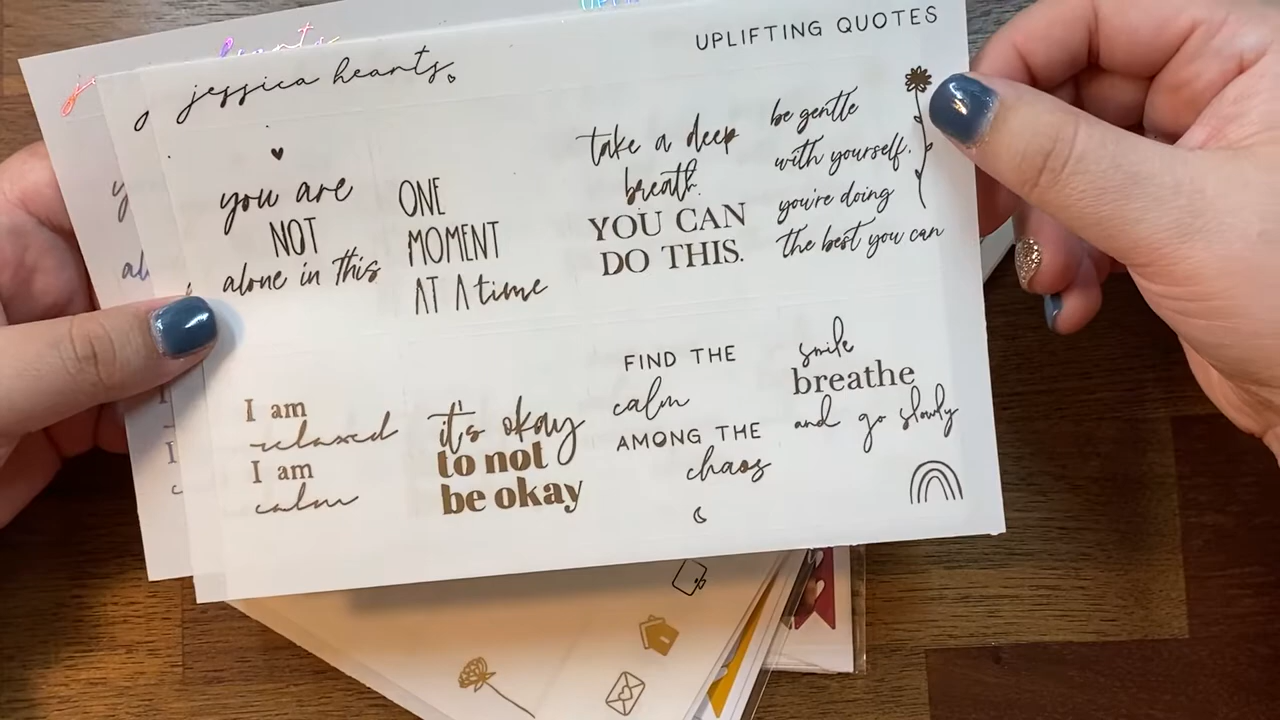 jessica hearts
UPLIFTING QUOTES
you are
NOT
alone in this
ONE
MOMENT
AT A time
take a deep
breath.
YOU CAN
DO THIS.
be gentle
with yourself.
you're doing
the best you can
I am
relaxed
I am
calm
it's okay
to not
be okay
FIND THE
calm
AMONG THE
chaos
smile
breathe
and go slowly